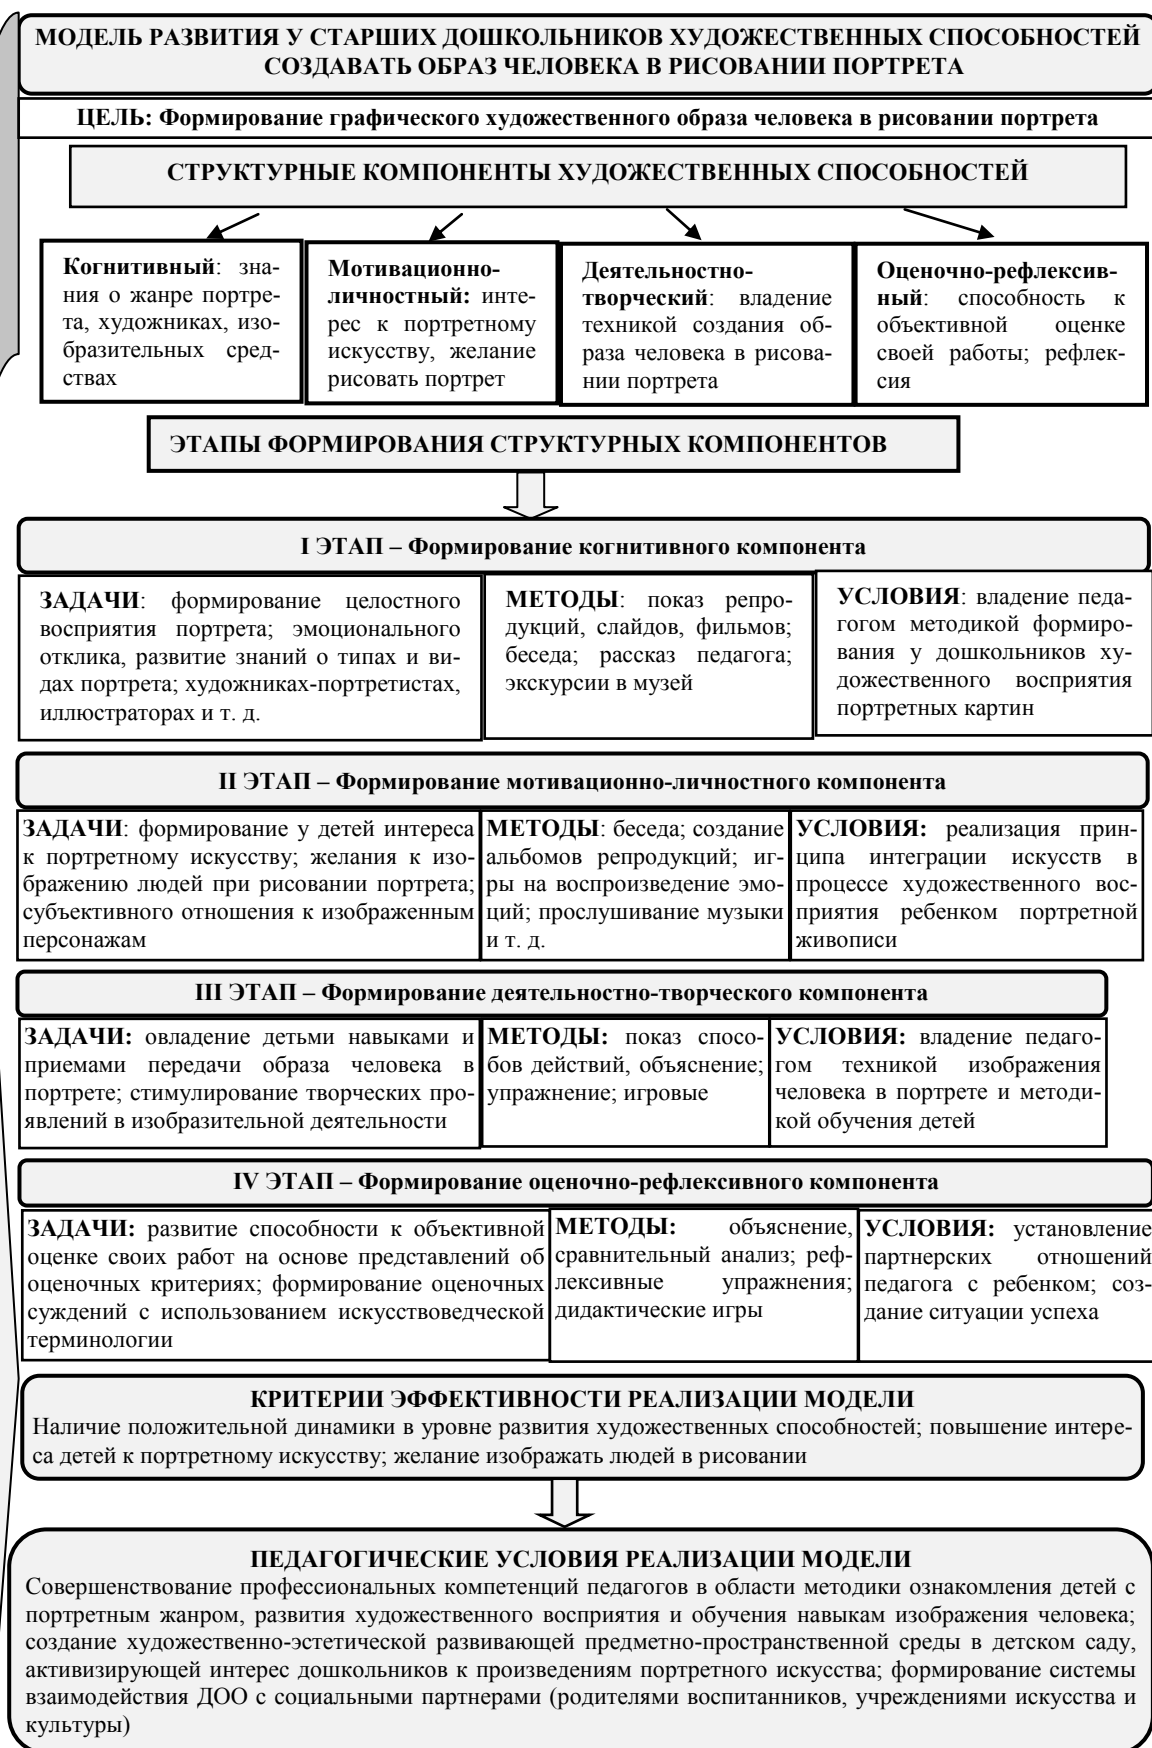 МОДЕЛЬ РАЗВИТИЯ У СТАРШИХ ДОШКОЛЬНИКОВ ХУДОЖЕСТВЕННЫХ СПОСОБНОСТЕЙ
СОЗДАВАТЬ ОБРАЗ ЧЕЛОВЕКА В РИСОВАНИИ ПОРТРЕТА
ЦЕЛЬ: Формирование графического художественного образа человека в рисовании портрета
СТРУКТУРНЫЕ КОМПОНЕНТЫ ХУДОЖЕСТВЕННЫХ СПОСОБНОСТЕЙ
Когнитивный: зна-
ния о жанре портре-
та, художниках, изо-
бразительных сред-
ствах
Мотивационно-
личностный: инте-
рес к портретному
искусству, желание
рисовать портрет
Деятельностно-
творческий: владение
техникой создания об-
раза человека в рисова-
нии портрета
Оценочно-рефлексив-
ный: способность к
объективной оценке
своей работы; рефлек-
сия
ЭТАПЫ ФОРМИРОВАНИЯ СТРУКТУРНЫХ КОМПОНЕНТОВ
I ЭТАП – Формирование когнитивного компонента
ЗАДАЧИ: формирование целостного
восприятия портрета; эмоционального
отклика, развитие знаний о типах и ви-
дах портрета; художниках-портретистах,
иллюстраторах и т. д.
МЕТОДЫ: показ репро-
дукций, слайдов, фильмов;
беседа; рассказ педагога;
экскурсии в музей
УСЛОВИЯ: владение педа-
гогом методикой формиро-
вания у дошкольников ху-
дожественного восприятия
портретных картин
II ЭТАП – Формирование мотивационно-личностного компонента
ЗАДАЧИ: формирование у детей интереса
к портретному искусству; желания к изо-
бражению людей при рисовании портрета;
субъективного отношения к изображенным
персонажам
МЕТОДЫ: беседа; создание
альбомов репродукций; иг-
ры на воспроизведение эмо-
ций; прослушивание музыки
и т. д.
УСЛОВИЯ: реализация прин-
ципа интеграции искусств в
процессе художественного вос-
приятия ребенком портретной
живописи
III ЭТАП – Формирование деятельностно-творческого компонента
ЗАДАЧИ: овладение детьми навыками и
приемами передачи образа человека в
портрете; стимулирование творческих про-
явлений в изобразительной деятельности
МЕТОДЫ: показ спосо-
бов действий, объяснение;
упражнение; игровые
УСЛОВИЯ: владение педаго-
гом техникой изображения
человека в портрете и методи-
кой обучения детей
IV ЭТАП – Формирование оценочно-рефлексивного компонента
ЗАДАЧИ: развитие способности к объективной
оценке своих работ на основе представлений об
оценочных критериях; формирование оценочных
суждений с использованием искусствоведческой
терминологии
МЕТОДЫ: объяснение,
сравнительный анализ; реф-
лексивные упражнения;
дидактические игры
УСЛОВИЯ: установление
партнерских отношений
педагога с ребенком; соз-
дание ситуации успеха
КРИТЕРИИ ЭФФЕКТИВНОСТИ РЕАЛИЗАЦИИ МОДЕЛИ
Наличие положительной динамики в уровне развития художественных способностей; повышение интере-
са детей к портретному искусству; желание изображать людей в рисовании
ПЕДАГОГИЧЕСКИЕ УСЛОВИЯ РЕАЛИЗАЦИИ МОДЕЛИ
Совершенствование профессиональных компетенций педагогов в области методики ознакомления детей с
портретным жанром, развития художественного восприятия и обучения навыкам изображения человека;
создание художественно-эстетической развивающей предметно-пространственной среды в детском саду,
активизирующей интерес дошкольников к произведениям портретного искусства; формирование системы
взаимодействия ДОО с социальными партнерами (родителями воспитанников, учреждениями искусства и
культуры)